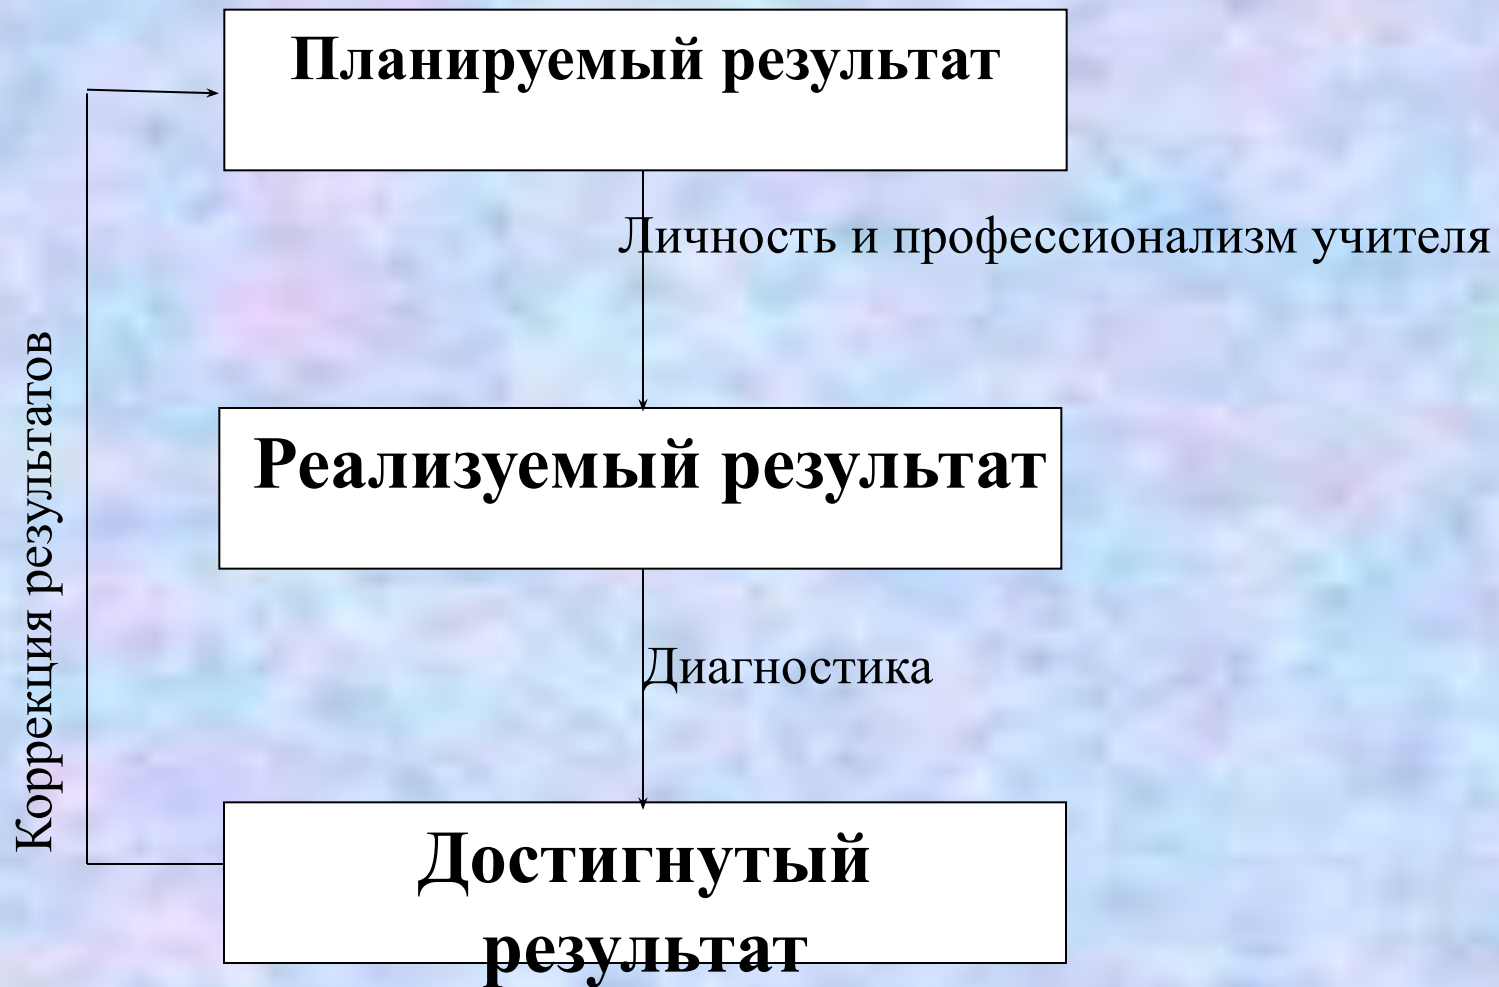 Планируемый результат
Личность и профессионализм учителя
Реализуемый результат
Диагностика
Достигнутый
результат
Коррекция результатов